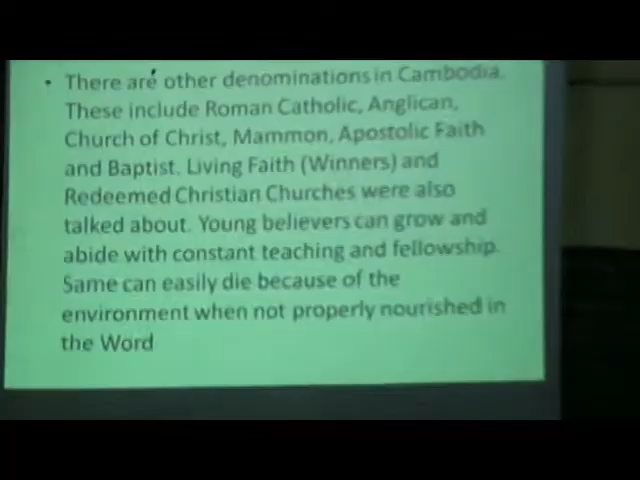 • There are other denominations in Cambodia.
These include Roman Catholic, Anglican,
Church of Christ, Mammon, Apostolic Faith
and Baptist. Living Faith (Winners) and
Redeemed Christian Churches were also
talked about. Young believers can grow and
abide with constant teaching and fellowship.
Same can easily die because of the
environment when not properly nourished in
the Word